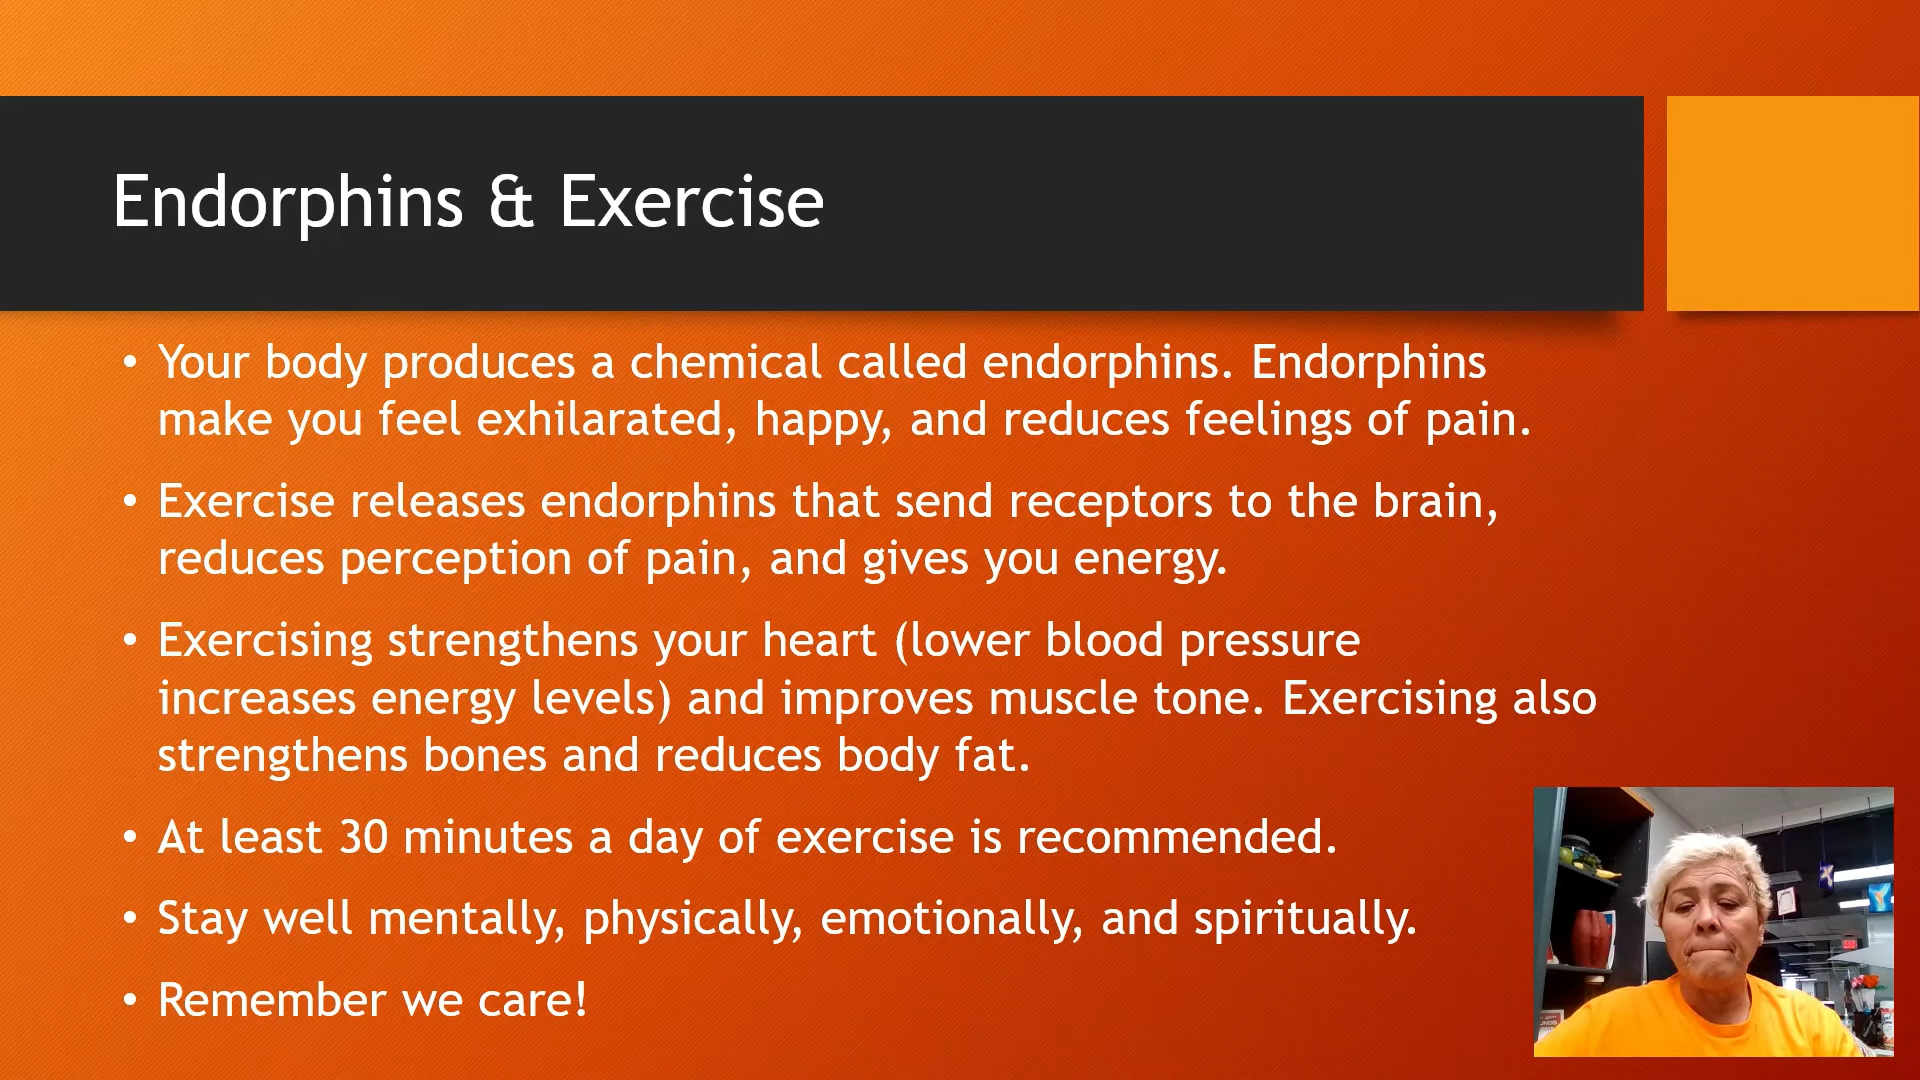 Endorphins & Exercise
• Your body produces a chemical called endorphins. Endorphins
make you feel exhilarated, happy, and reduces feelings of pain.
• Exercise releases endorphins that send receptors to the brain,
reduces perception of pain, and gives you energy.
• Exercising strengthens your heart (lower blood pressure
increases energy levels) and improves muscle tone. Exercising also
strengthens bones and reduces body fat.
• At least 30 minutes a day of exercise is recommended.
• Stay well mentally, physically, emotionally, and spiritually.
• Remember we care!